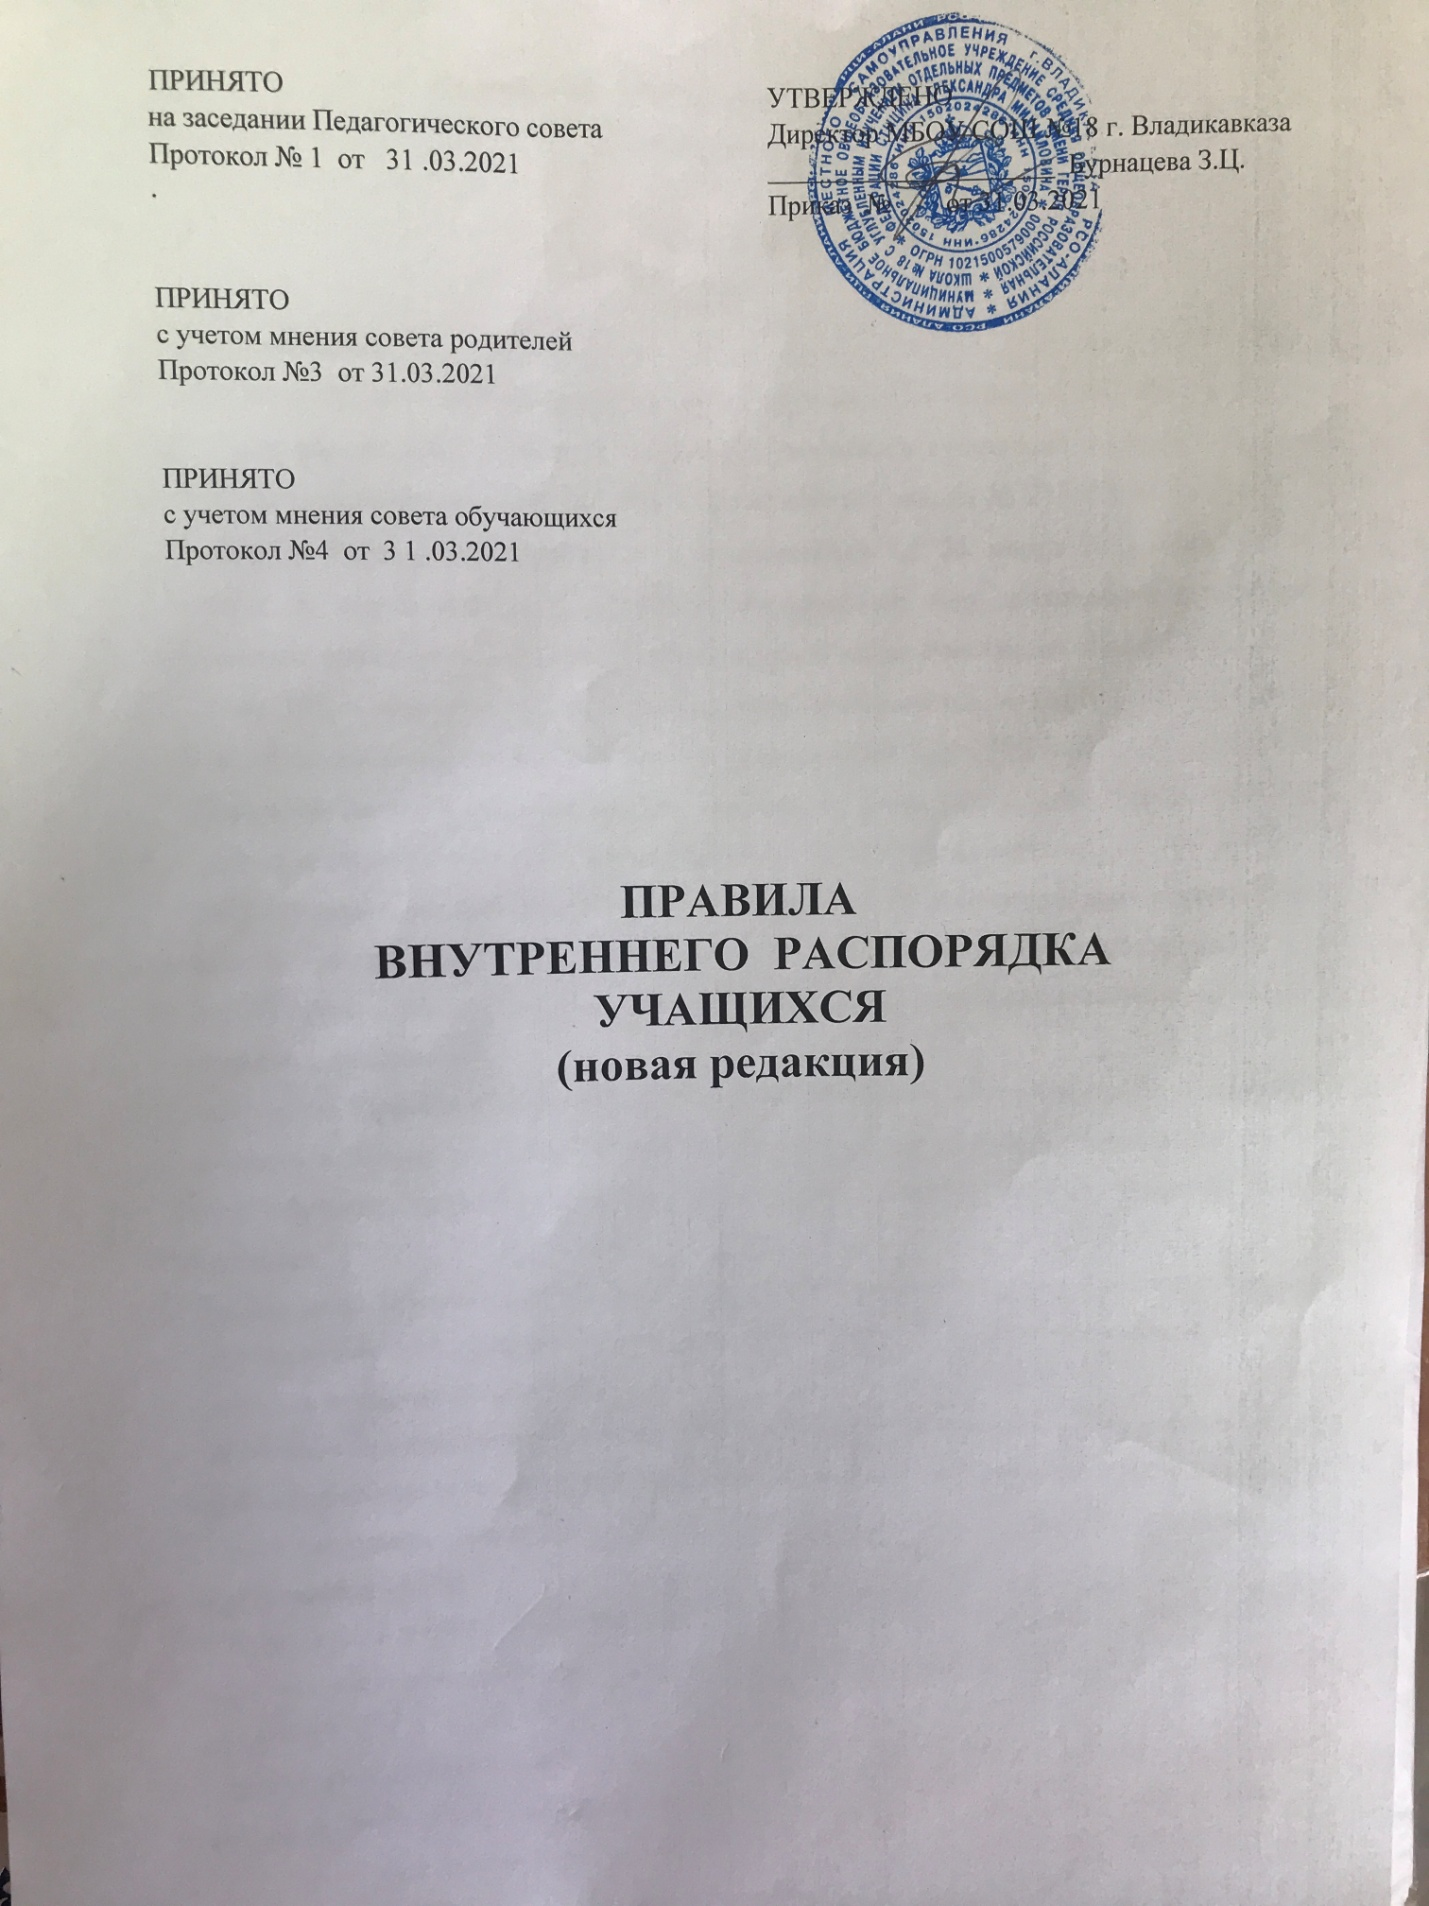 ПРИНЯТО
на заседании Педагогического совета
Протокол № 1 от 31 .03.2021
.
УТВЕРЖДЕНО
Директор МБОУ СОШ №18 г. Владикавказа
Бурнацева З.Ц.
Приказ № от 31.03.2021
ПРИНЯТО
с учетом мнения совета родителей
Протокол №3 от 31.03.2021
ПРИНЯТО
с учетом мнения совета обучающихся
Протокол №4 от 3 1 .03.2021
ПРАВИЛА
ВНУТРЕННЕГО РАСПОРЯДКА
УЧАЩИХСЯ
(новая редакция)